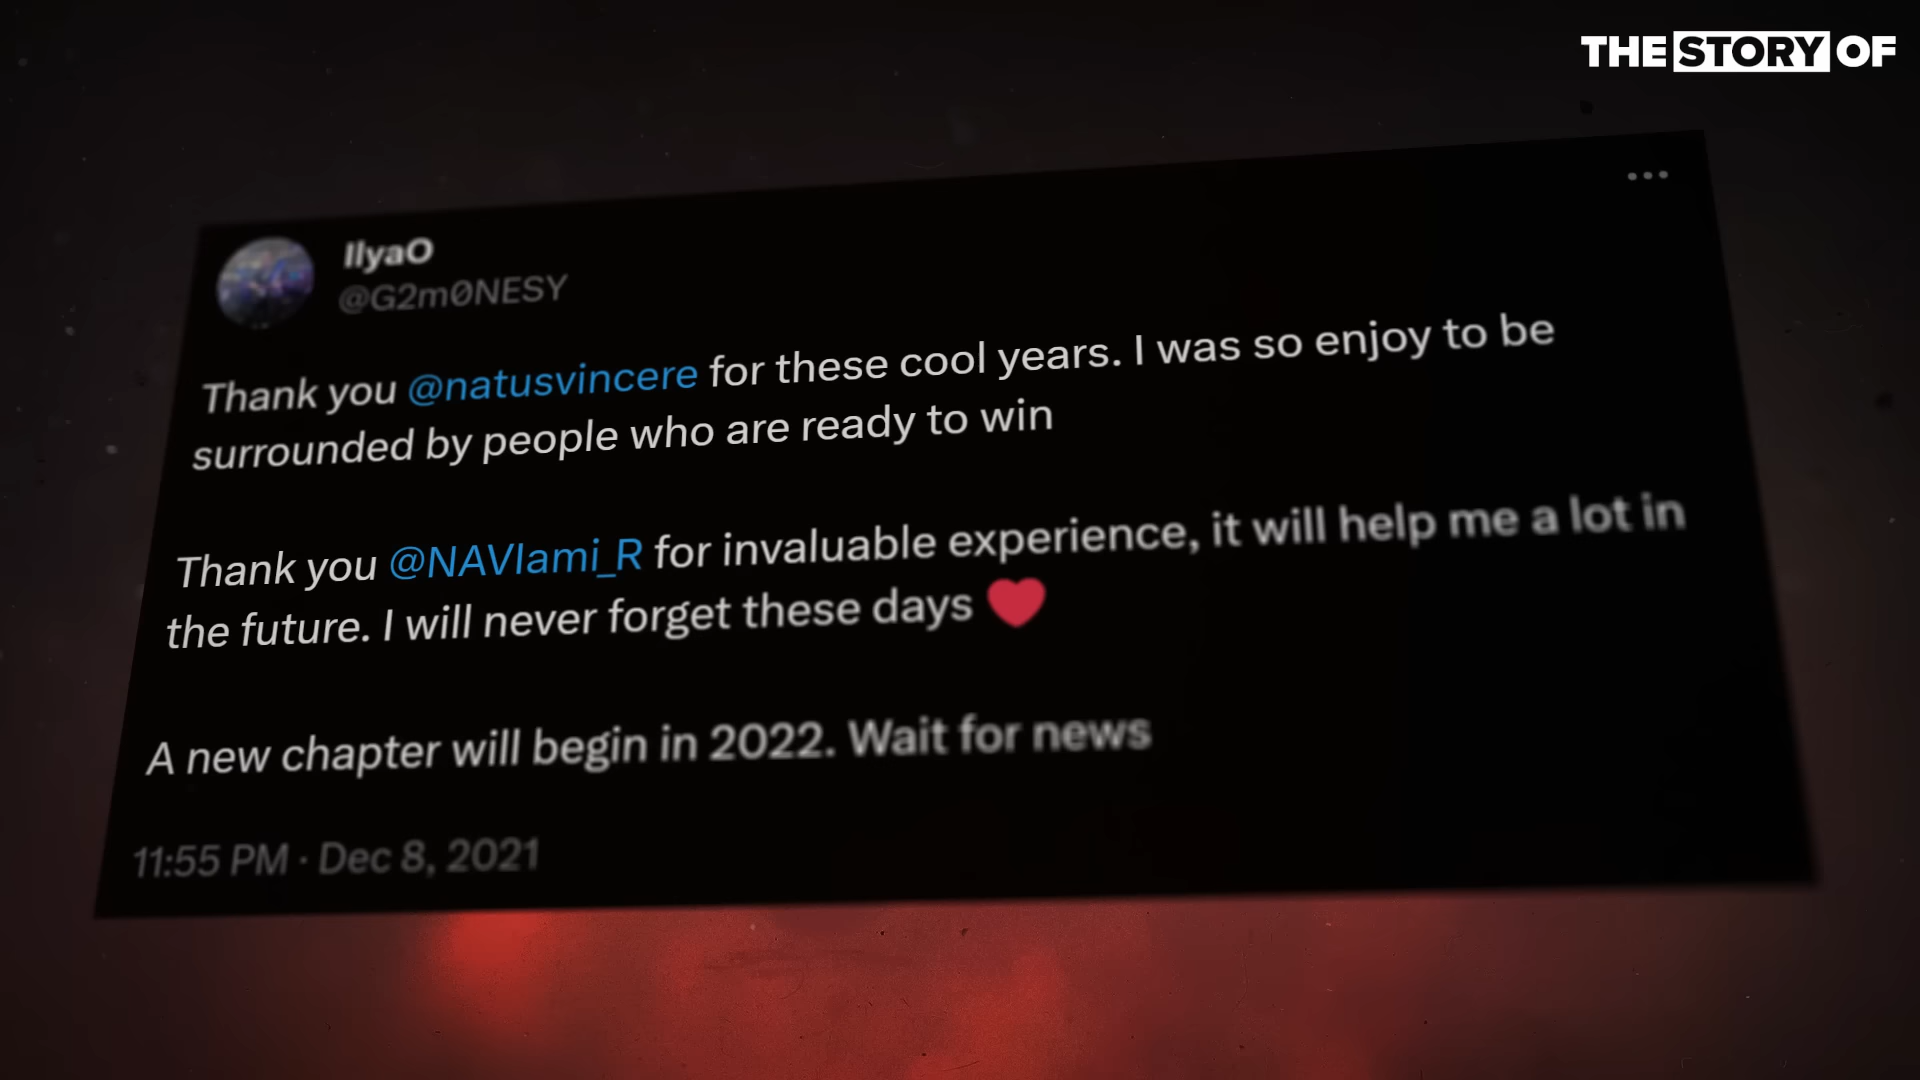 THE STORY OF
IlyaO
@G2m0NESY
Thank you @natusvincere for these cool years. I was so enjoy to be
surrounded by people who are ready to win
Thank you @NAVIami_R for invaluable experience, it will help me a lot in
the future. I will never forget these days ❤️
A new chapter will begin in 2022. Wait for news
11:55 PM · Dec 8, 2021